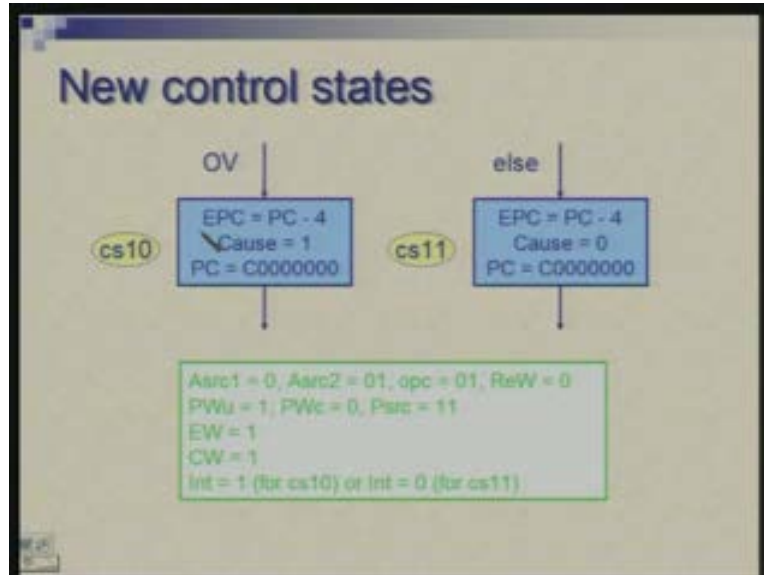 New control states
OV
else
cs10
EPC = PC - 4
Cause = 1
PC = C0000000
cs11
EPC = PC - 4
Cause = 0
PC = C0000000
Asrc1 = 0, Asrc2 = 01, opc = 01, ReW = 0
PWu = 1, PWc = 0, Psrc = 11
EW = 1
CW = 1
Int = 1 (for cs10) or Int = 0 (for cs11)